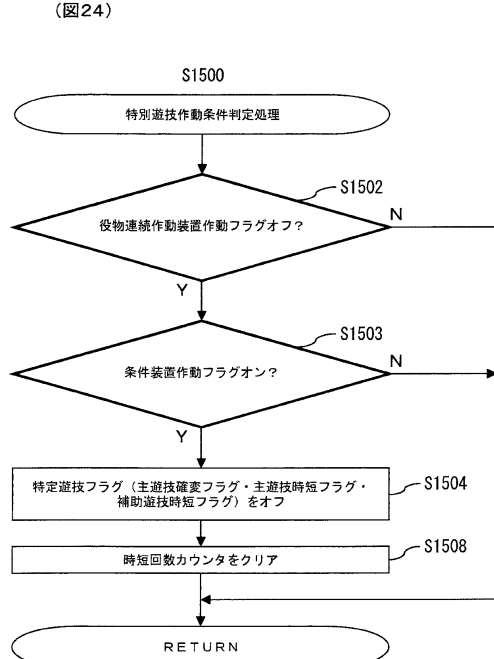 （図24）
S1500
特別遊技作動条件判定処理
S1502
役物連続作動装置作動フラグオフ？
N
Y
S1503
条件装置作動フラグオン？
N
Y
特定遊技フラグ（主遊技確変フラグ・主遊技時短フラグ・
補助遊技時短フラグ）をオフ
S1504
時短回数カウンタをクリア
S1508
RETURN